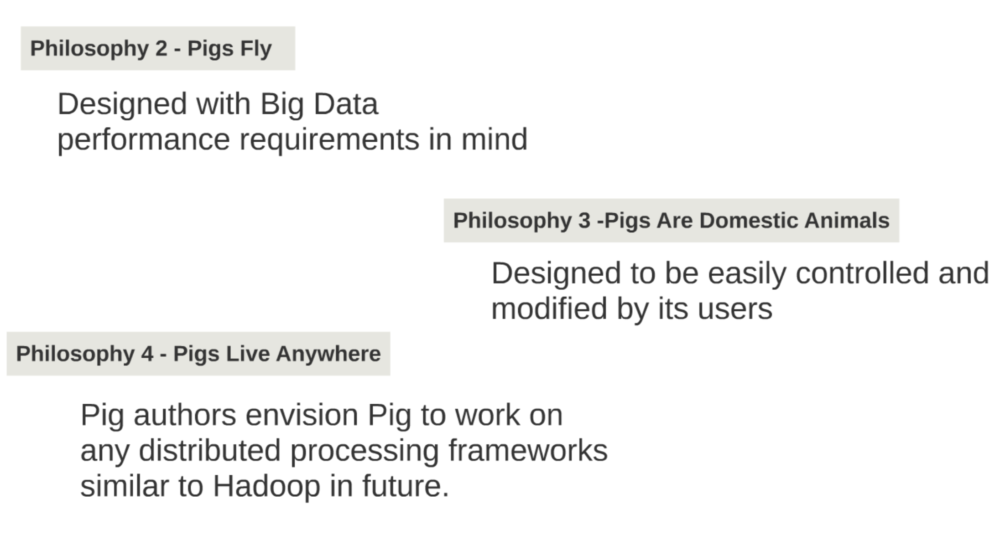 Philosophy 2 - Pigs Fly
Designed with Big Data
performance requirements in mind
Philosophy 3 -Pigs Are Domestic Animals
Designed to be easily controlled and
modified by its users
Philosophy 4 - Pigs Live Anywhere
Pig authors envision Pig to work on
any distributed processing frameworks
similar to Hadoop in future.